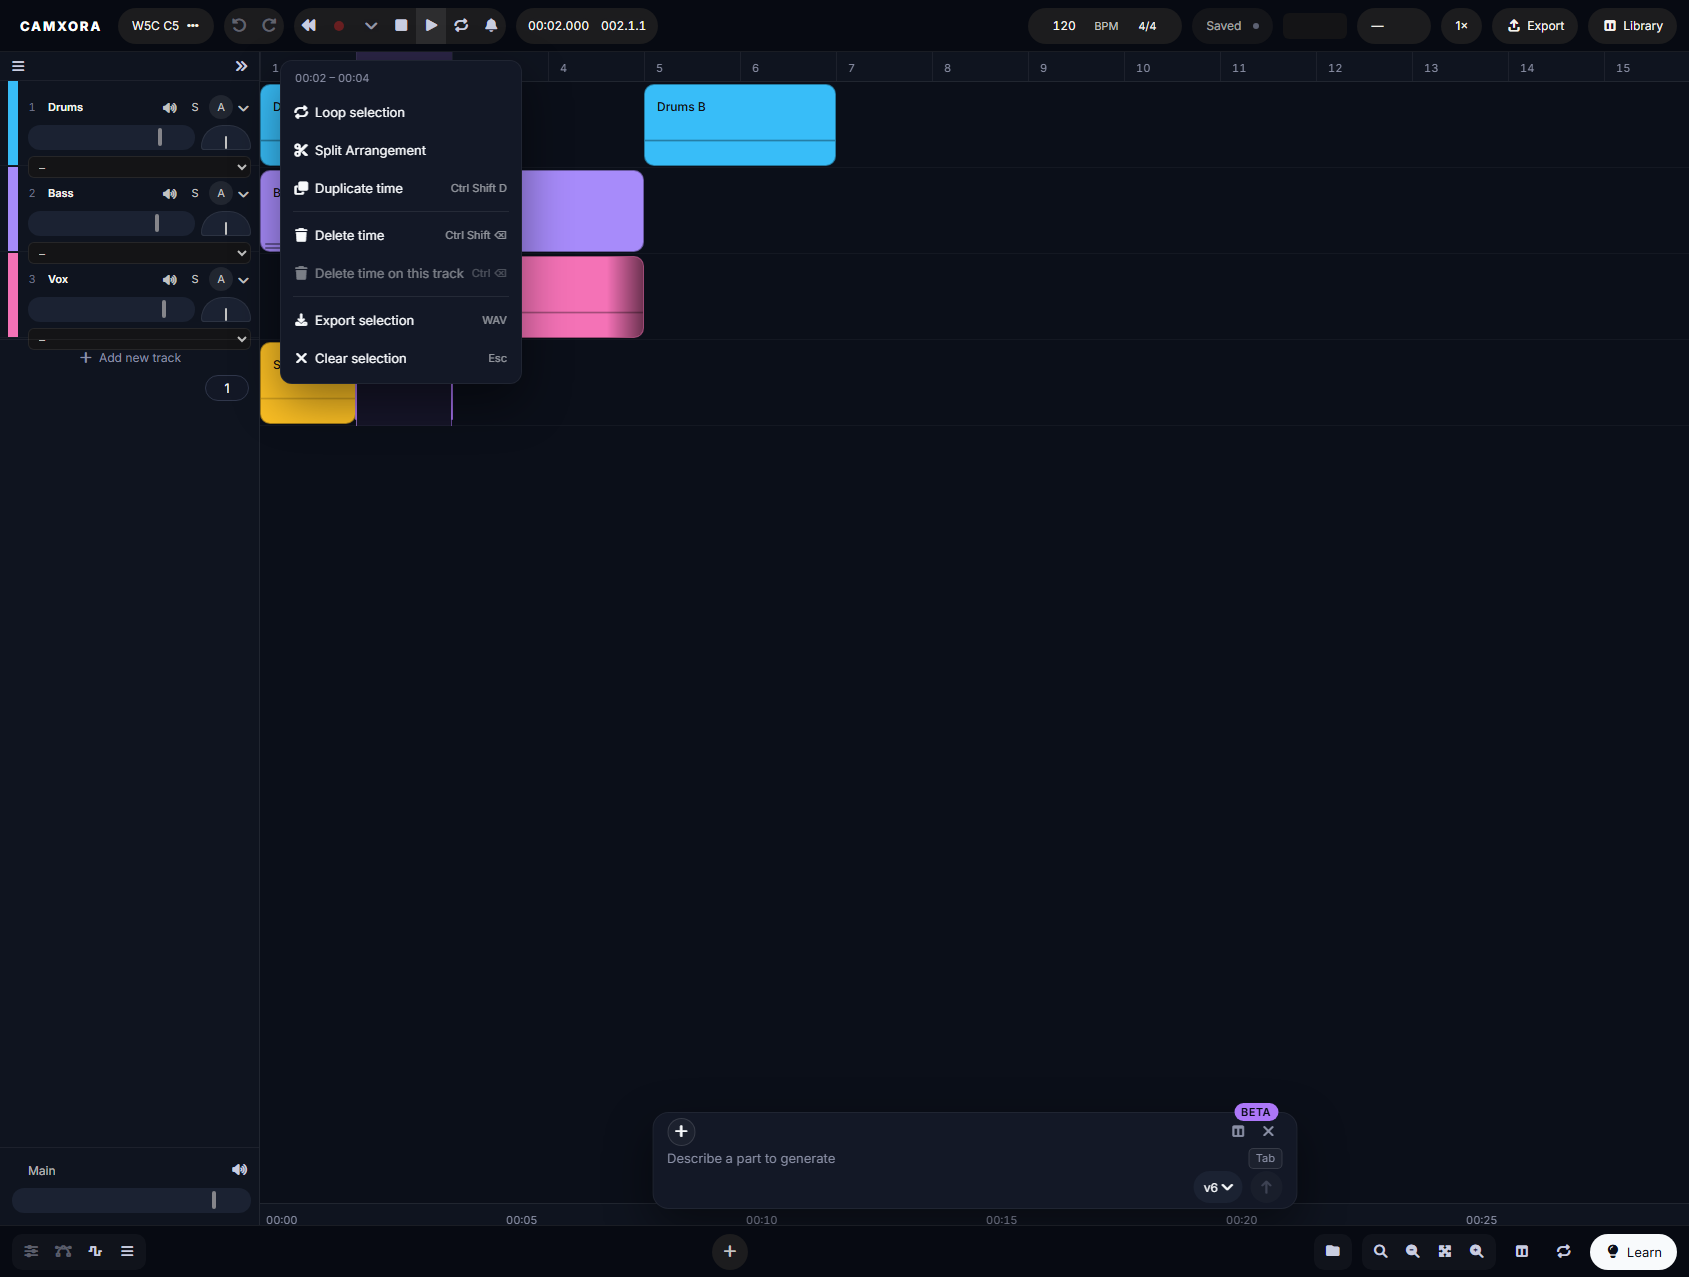 CAMXORA
W5C C5 •••
00:02.000 002.1.1
120 BPM 4/4
Saved
—
1×
Export
Library
1 4 5 6 7 8 9 10 11 12 13 14 15
1 Drums S A
–
2 Bass S A
–
3 Vox S A
–
Add new track
1
Drums B
S
00:02 – 00:04
Loop selection
Split Arrangement
Duplicate time Ctrl Shift D
Delete time Ctrl Shift ⌫
Delete time on this track Ctrl ⌫
Export selection WAV
Clear selection Esc
BETA
Describe a part to generate
Tab
v6
Main
00:00 00:05 00:10 00:15 00:20 00:25
Learn